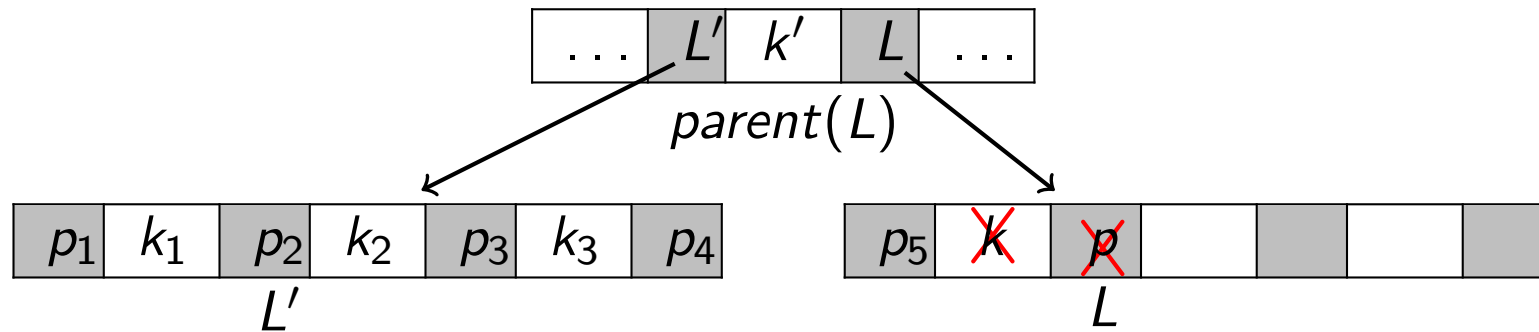 ... L′ k′ L ...
parent(L)
p₁ k₁ p₂ k₂ p₃ k₃ p₄
p₅ k p
L′
L